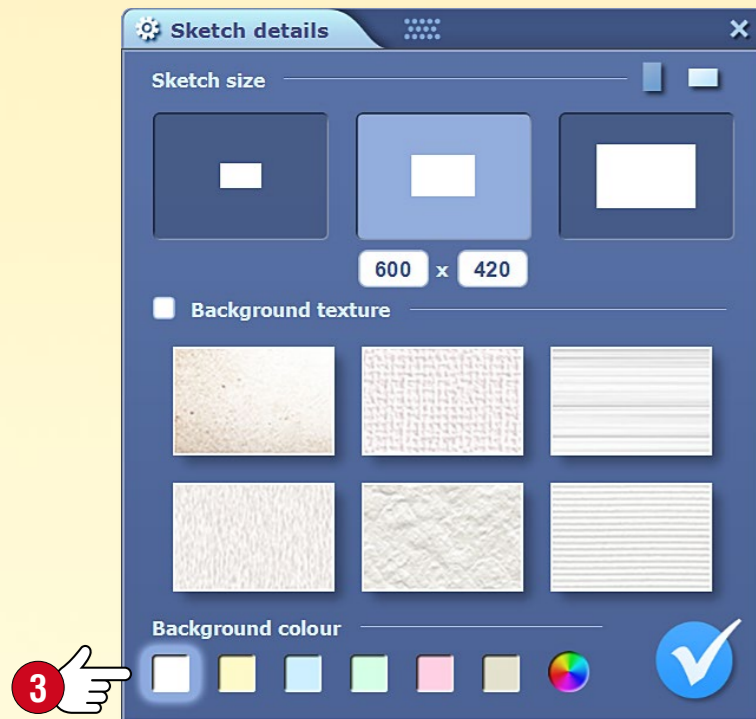 Sketch details
Sketch size
600 x 420
Background texture
Background colour
3